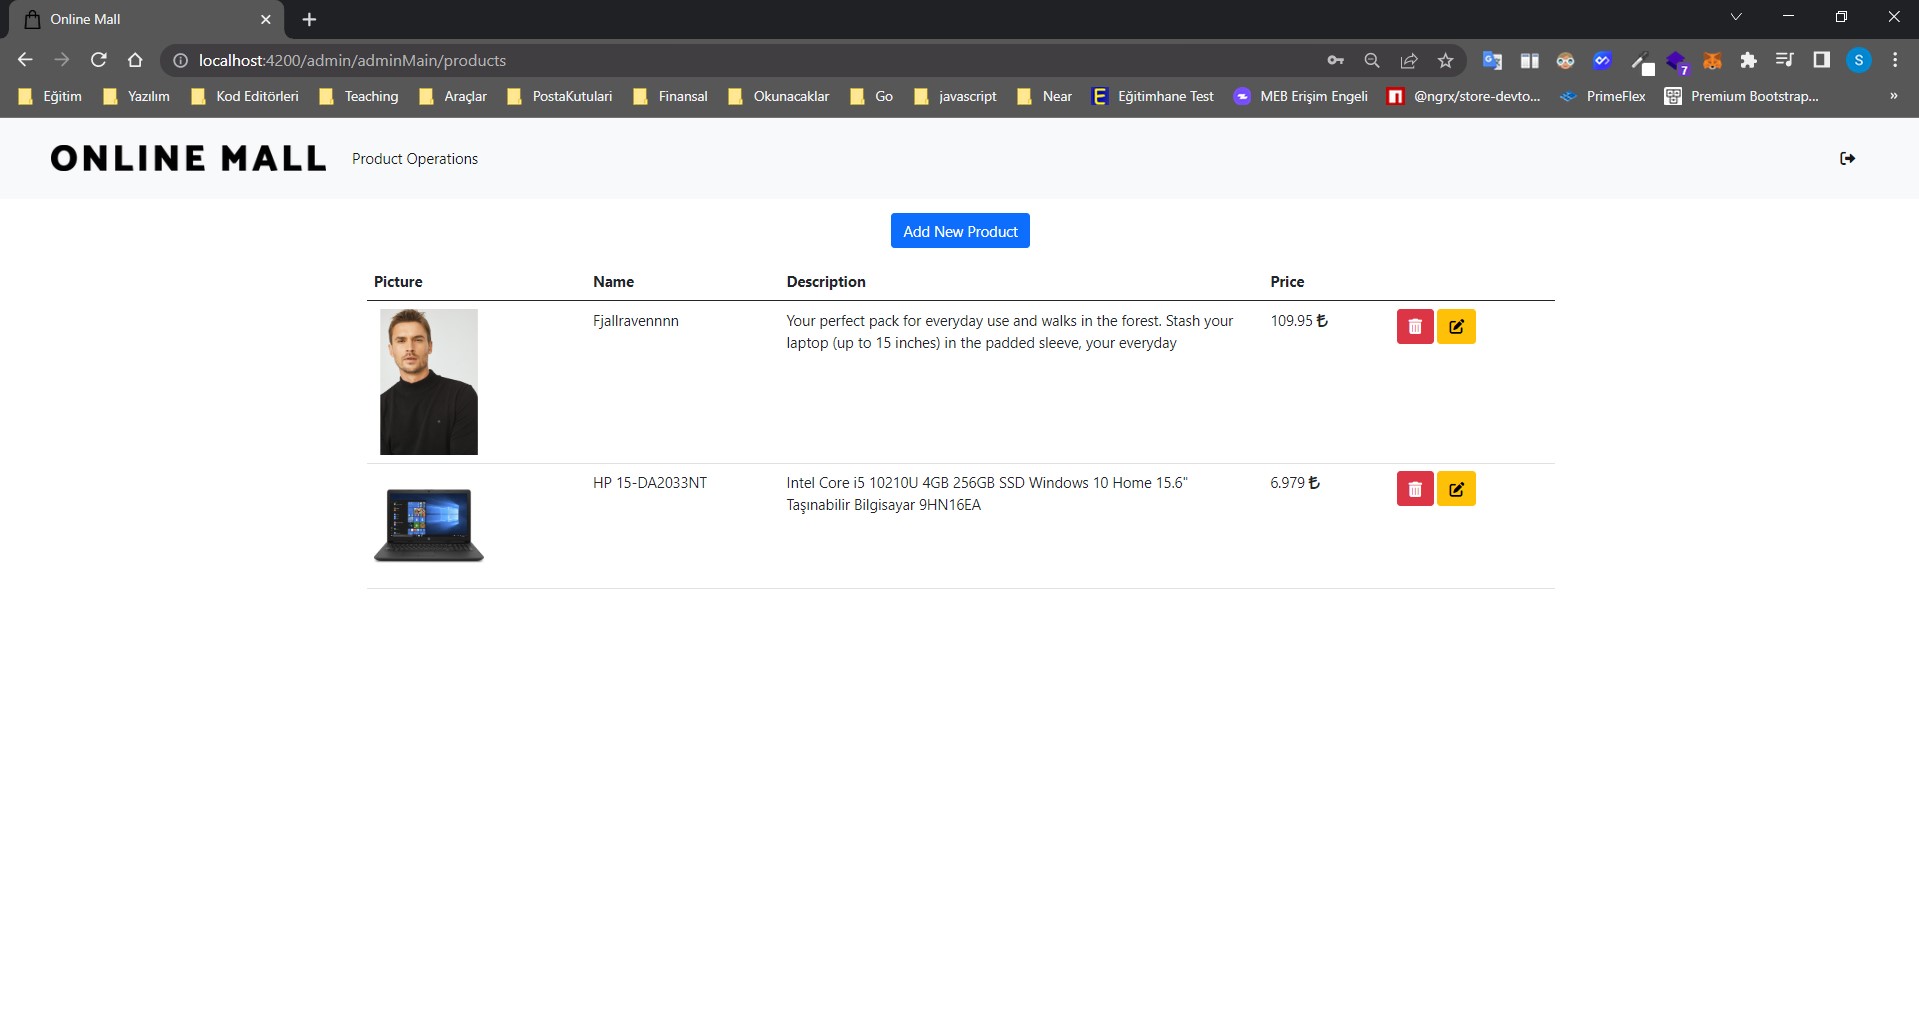 Online Mall
localhost:4200/admin/adminMain/products
S
7
Eğitim
Yazılım
Kod Editörleri
Teaching
Araçlar
PostaKutulari
Finansal
Okunacaklar
Go
javascript
Near
E
Eğitimhane Test
MEB Erişim Engeli
@ngrx/store-devto...
PrimeFlex
Premium Bootstrap...
»
ONLINE MALL
Product Operations
Add New Product
Picture
Name
Description
Price
Fjallravennnn
Your perfect pack for everyday use and walks in the forest. Stash your
laptop (up to 15 inches) in the padded sleeve, your everyday
109.95 ₺
HP 15-DA2033NT
Intel Core i5 10210U 4GB 256GB SSD Windows 10 Home 15.6"
Taşınabilir Bilgisayar 9HN16EA
6.979 ₺